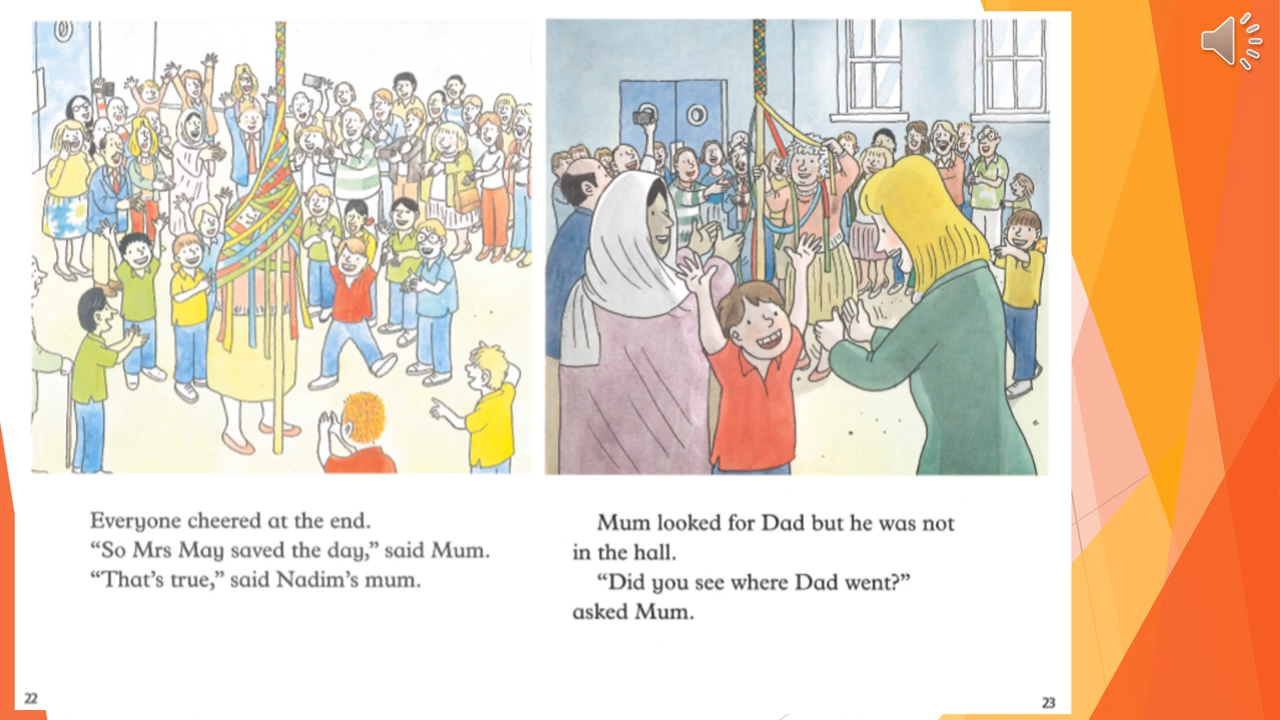 Everyone cheered at the end.
“So Mrs May saved the day,” said Mum.
“That’s true,” said Nadim’s mum.
22
Mum looked for Dad but he was not
in the hall.
“Did you see where Dad went?”
asked Mum.
23